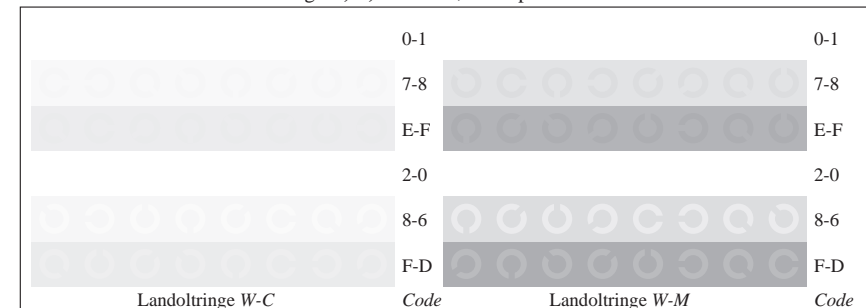 0-1 0-1
7-8 7-8
E-F E-F
2-0 2-0
8-6 8-6
F-D F-D
Landoltringe W-C Code Landoltringe W-M Code